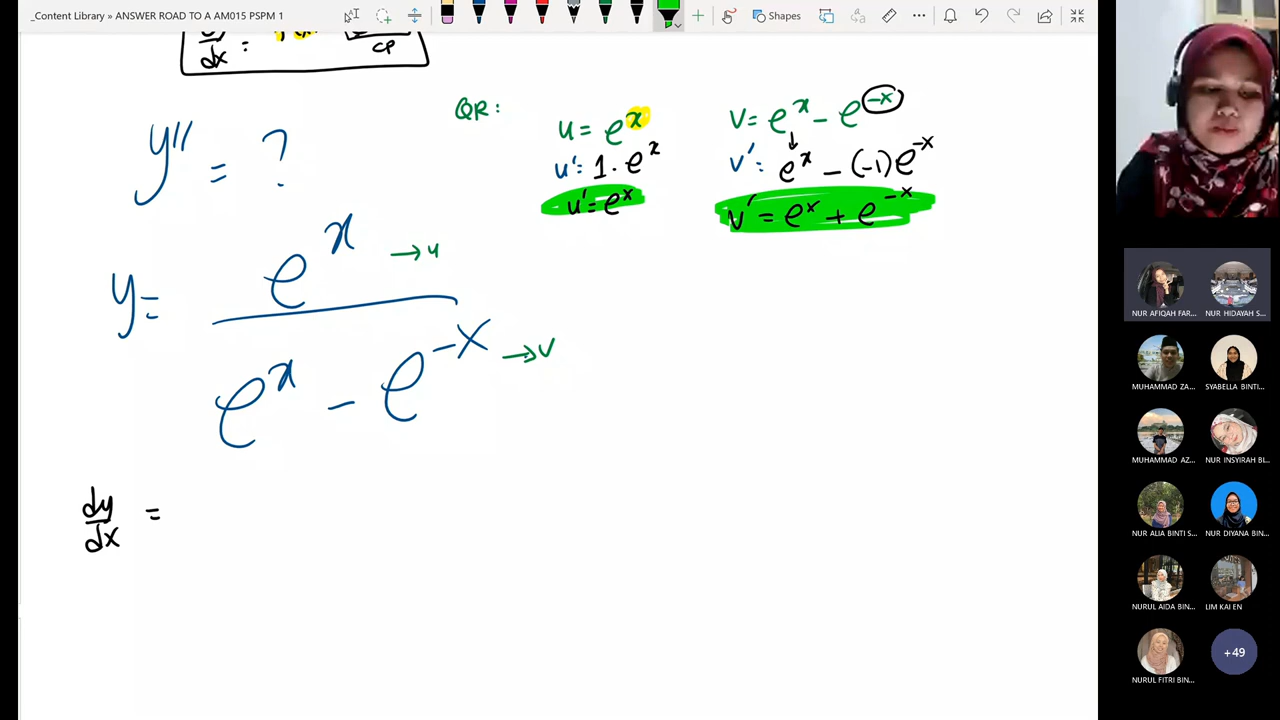 _Content Library » ANSWER ROAD TO A AM015 PSPM 1
Shapes
dx =
QR:
u = e^x
u' = 1 · e^x
u' = e^x
v = e^x - e^-x
v' = e^x - (-1)e^-x
v' = e^x + e^-x
y'' = ?
y = e^x → u
e^x - e^-x → v
dy
dx =
NUR AFIQAH FAR...
NUR HIDAYAH S...
MUHAMMAD ZA...
SYABELLA BINTI...
MUHAMMAD AZ...
NUR INSYIRAH BI...
NUR ALIA BINTI S...
NUR DIYANA BIN...
NURUL AIDA BIN...
LIM KAI EN
NURUL FITRI BIN...
+49